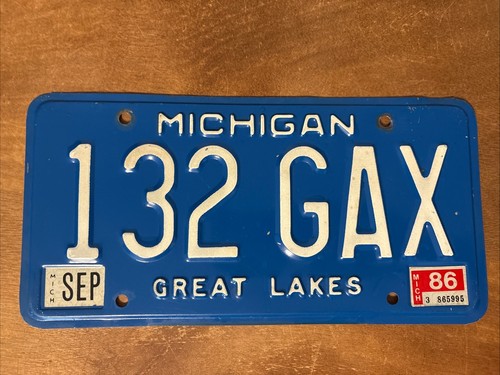 MICHIGAN
132 GAX
MICH SEP
GREAT LAKES
MICH 86
3 865995